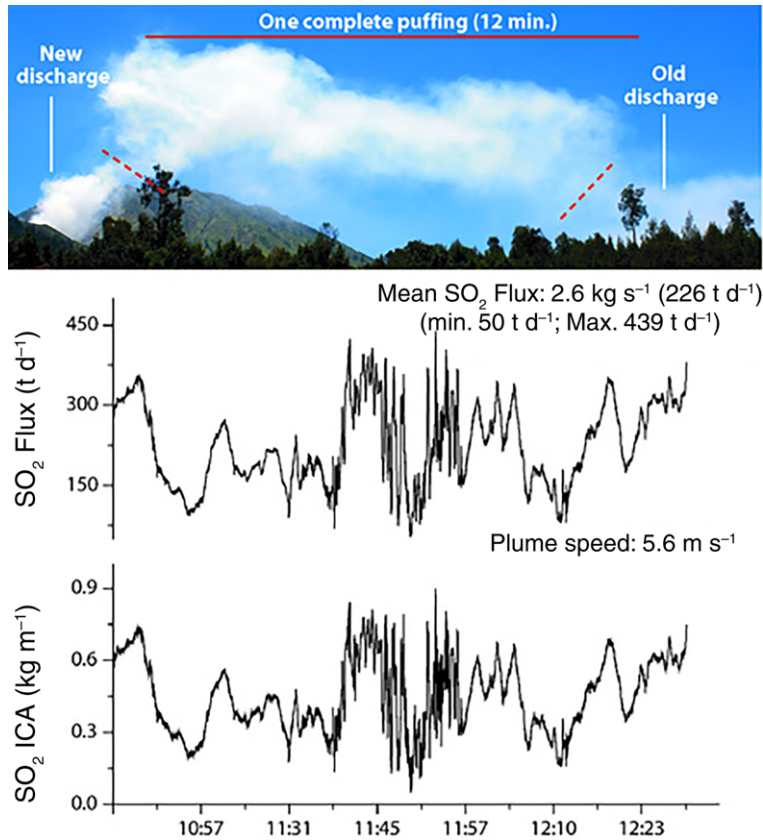 One complete puffing (12 min.)
New
discharge
Old
discharge
Mean SO₂ Flux: 2.6 kg s⁻¹ (226 t d⁻¹)
(min. 50 t d⁻¹; Max. 439 t d⁻¹)
SO₂ Flux (t d⁻¹)
450
300
150
Plume speed: 5.6 m s⁻¹
SO₂ ICA (kg m⁻¹)
0.9
0.6
0.3
0.0
10:57 11:31 11:45 11:57 12:10 12:23